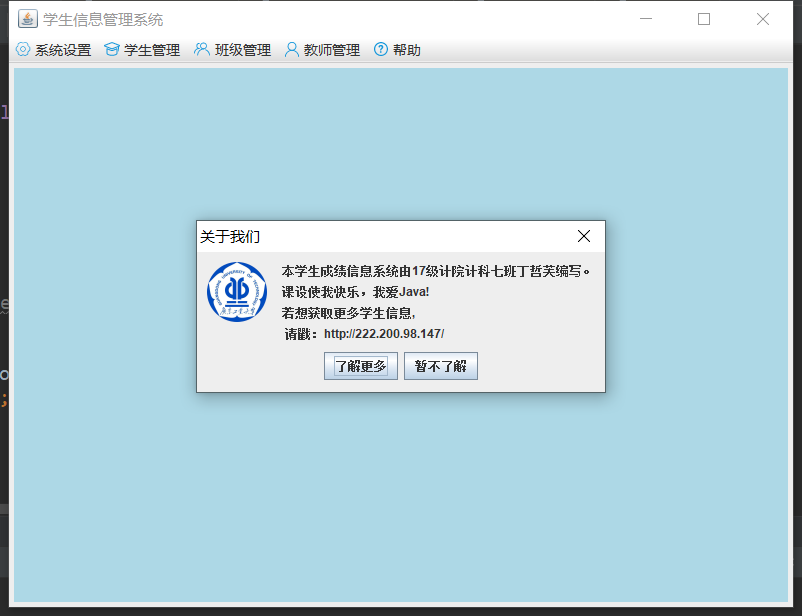 学生信息管理系统
系统设置 学生管理 班级管理 教师管理 帮助
关于我们
本学生成绩信息系统由17级计院计科七班丁哲芙编写。
课设使我快乐，我爱Java!
若想获取更多学生信息,
请戳：http://222.200.98.147/
了解更多 暂不了解